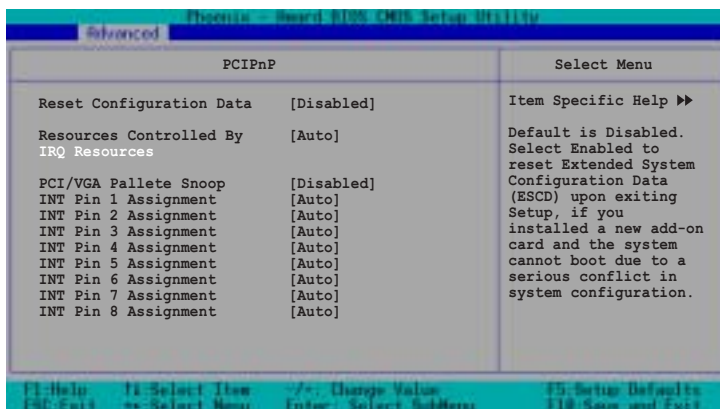 Phoenix - Award BIOS CMOS Setup Utility
Advanced
PCIPnP
Select Menu
Reset Configuration Data [Disabled]
Resources Controlled By [Auto]
IRQ Resources
PCI/VGA Pallete Snoop [Disabled]
INT Pin 1 Assignment [Auto]
INT Pin 2 Assignment [Auto]
INT Pin 3 Assignment [Auto]
INT Pin 4 Assignment [Auto]
INT Pin 5 Assignment [Auto]
INT Pin 6 Assignment [Auto]
INT Pin 7 Assignment [Auto]
INT Pin 8 Assignment [Auto]
Item Specific Help
Default is Disabled.
Select Enabled to
reset Extended System
Configuration Data
(ESCD) upon exiting
Setup, if you
installed a new add-on
card and the system
cannot boot due to a
serious conflict in
system configuration.
F1:Help ↑↓:Select Item -/+: Change Value F5:Setup Defaults
ESC:Exit ↔:Select Menu Enter: Select SubMenu F10:Save and Exit